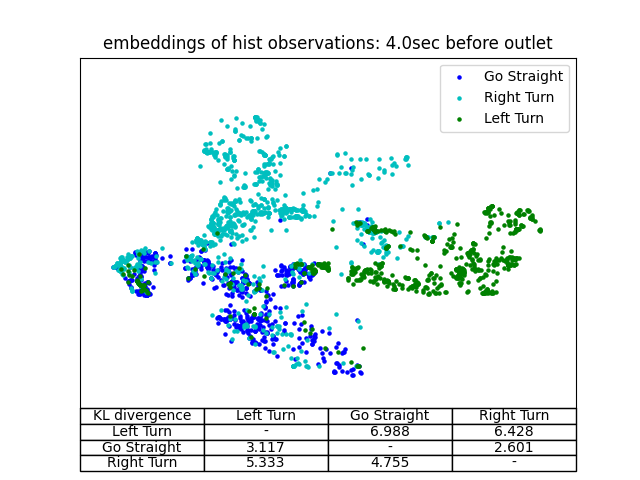 embeddings of hist observations: 4.0sec before outlet
Go Straight
Right Turn
Left Turn
KL divergence Left Turn Go Straight Right Turn
Left Turn - 6.988 6.428
Go Straight 3.117 - 2.601
Right Turn 5.333 4.755 -